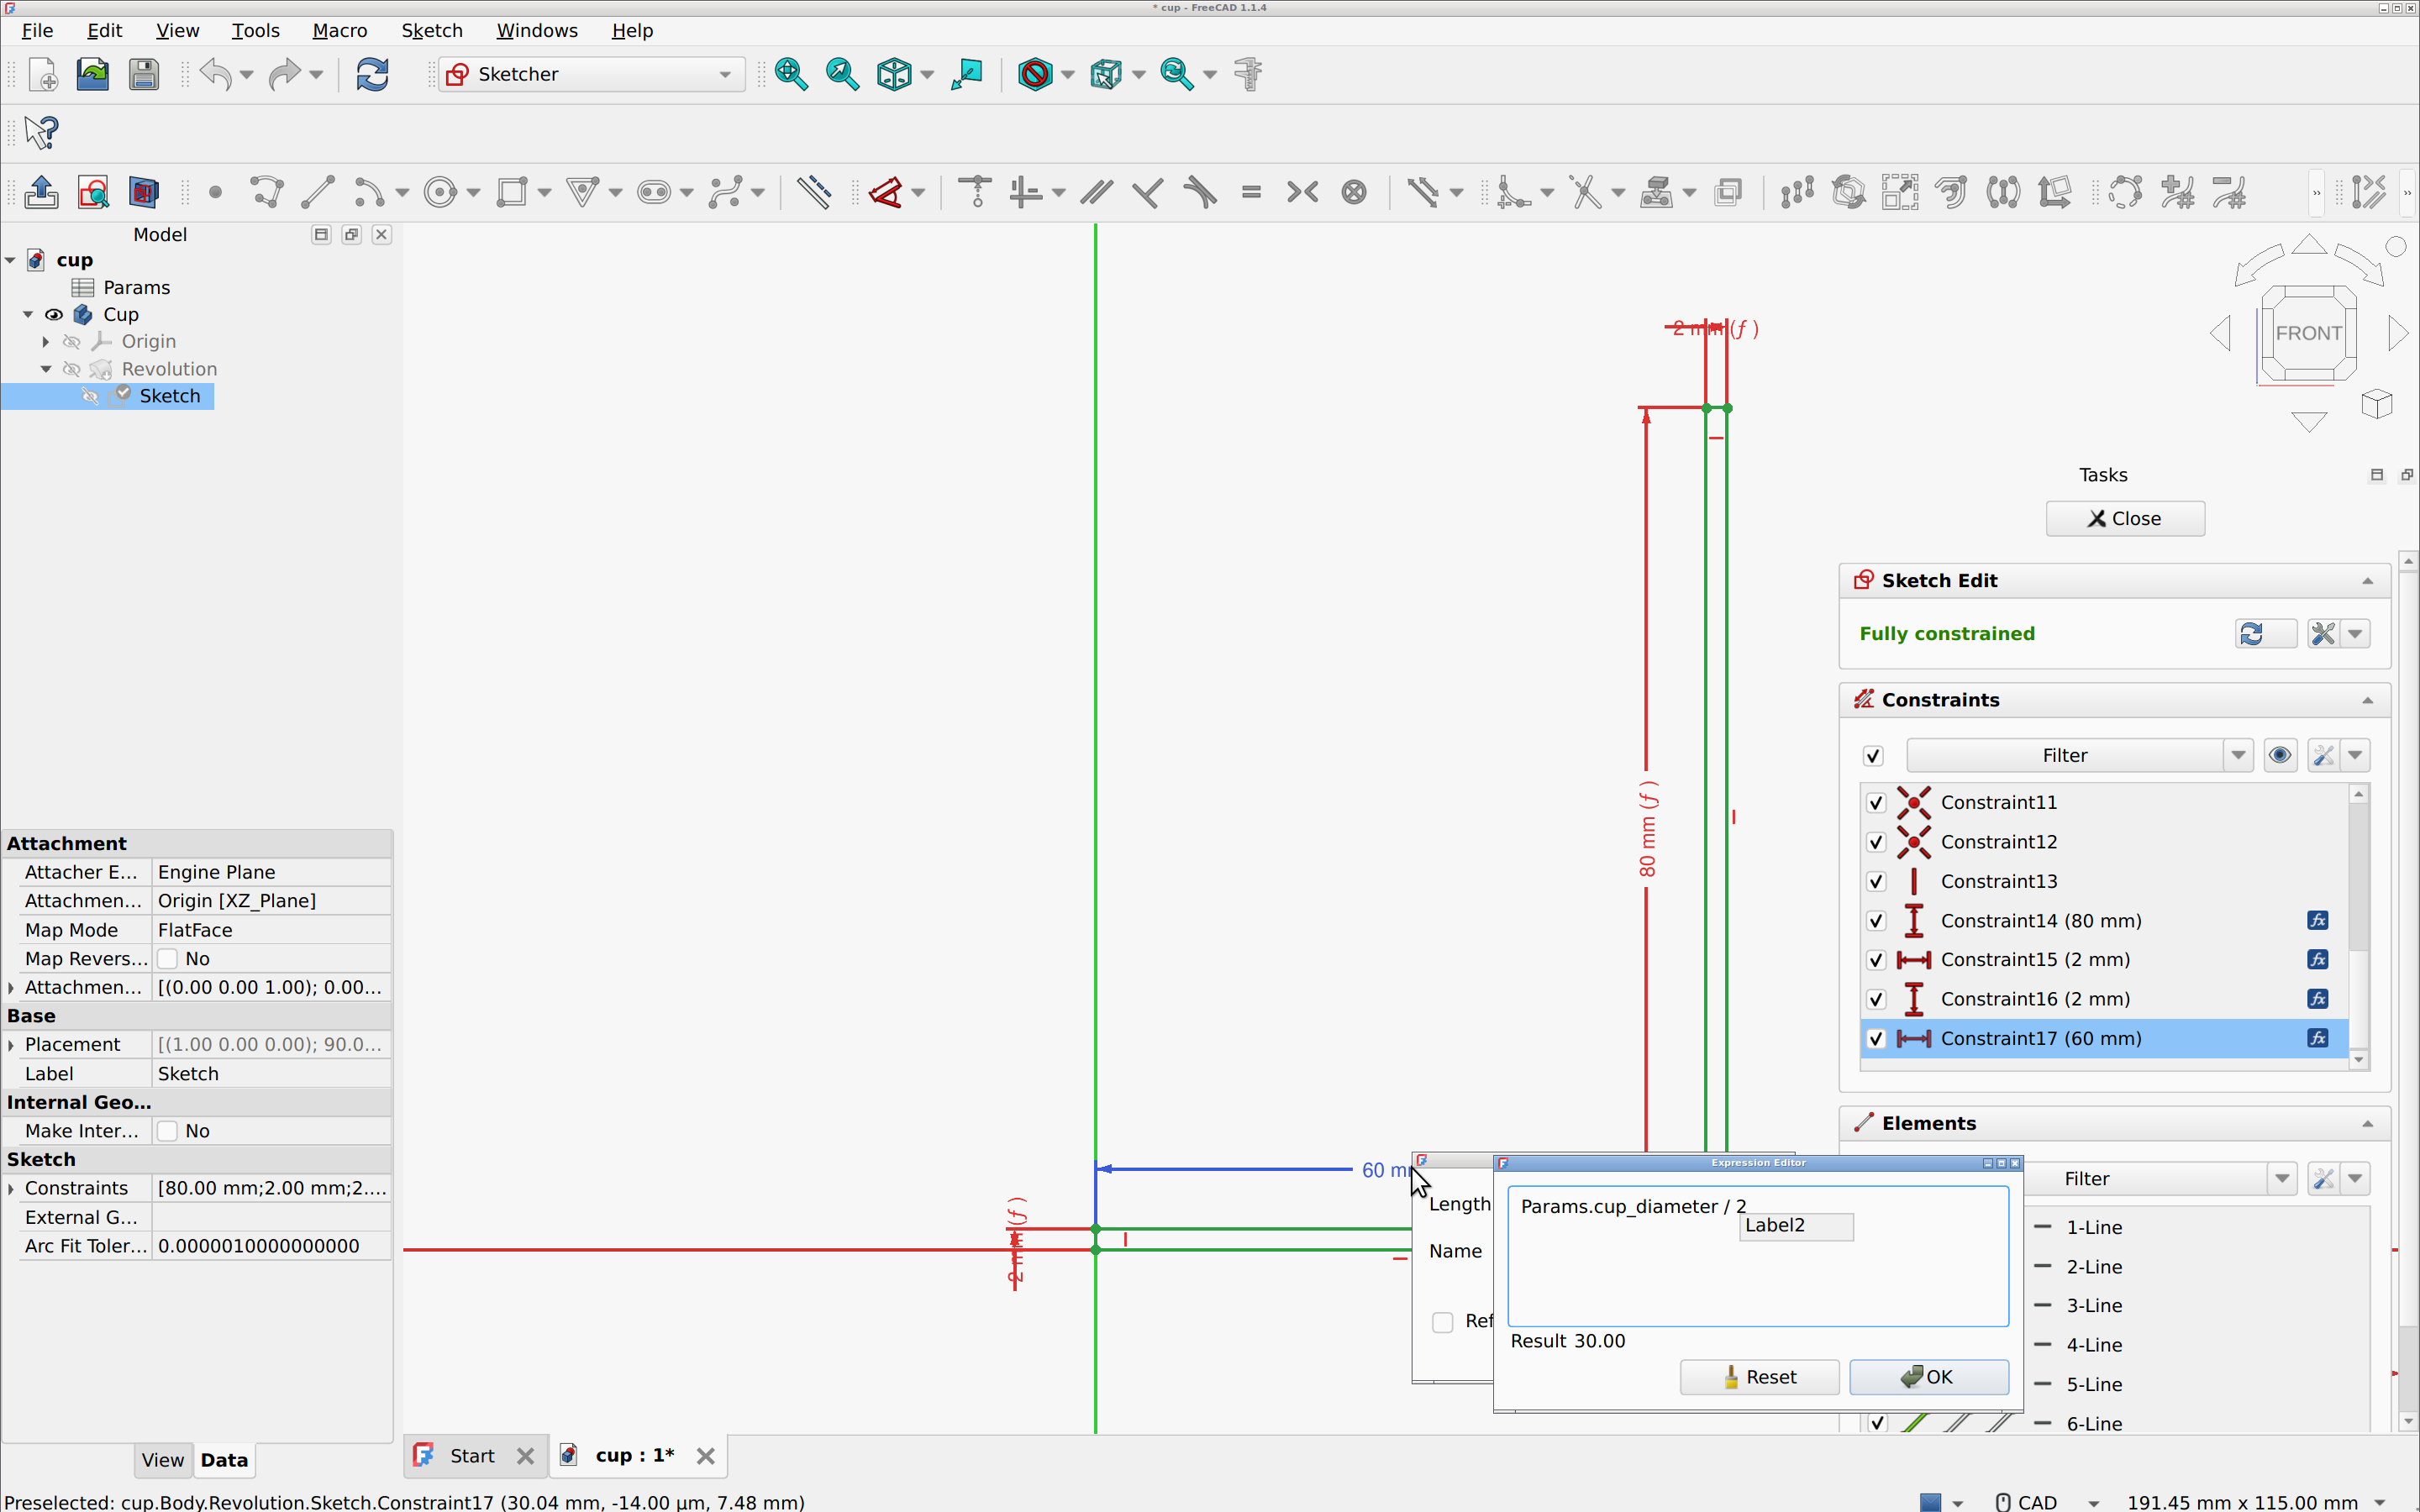 * cup - FreeCAD 1.1.4
File Edit View Tools Macro Sketch Windows Help
Sketcher
Model
cup
Params
Cup
Origin
Revolution
Sketch
2 mm (ƒ )
80 mm (ƒ )
2 mm (ƒ )
FRONT
Tasks
Close
Sketch Edit
Fully constrained
Constraints
Filter
Constraint11
Constraint12
Constraint13
Constraint14 (80 mm)
Constraint15 (2 mm)
Constraint16 (2 mm)
Constraint17 (60 mm)
Elements
Filter
1-Line
2-Line
3-Line
4-Line
5-Line
6-Line
Attachment
Attacher E... Engine Plane
Attachmen... Origin [XZ_Plane]
Map Mode FlatFace
Map Revers... No
Attachmen... [(0.00 0.00 1.00); 0.00...
Base
Placement [(1.00 0.00 0.00); 90.0...
Label Sketch
Internal Geo...
Make Inter... No
Sketch
Constraints [80.00 mm;2.00 mm;2....
External G...
Arc Fit Toler... 0.0000010000000000
View Data
Length
Name
Expression Editor
Params.cup_diameter / 2
Label2
Result 30.00
Reset OK
Start
cup : 1*
Preselected: cup.Body.Revolution.Sketch.Constraint17 (30.04 mm, -14.00 µm, 7.48 mm)
CAD
191.45 mm x 115.00 mm